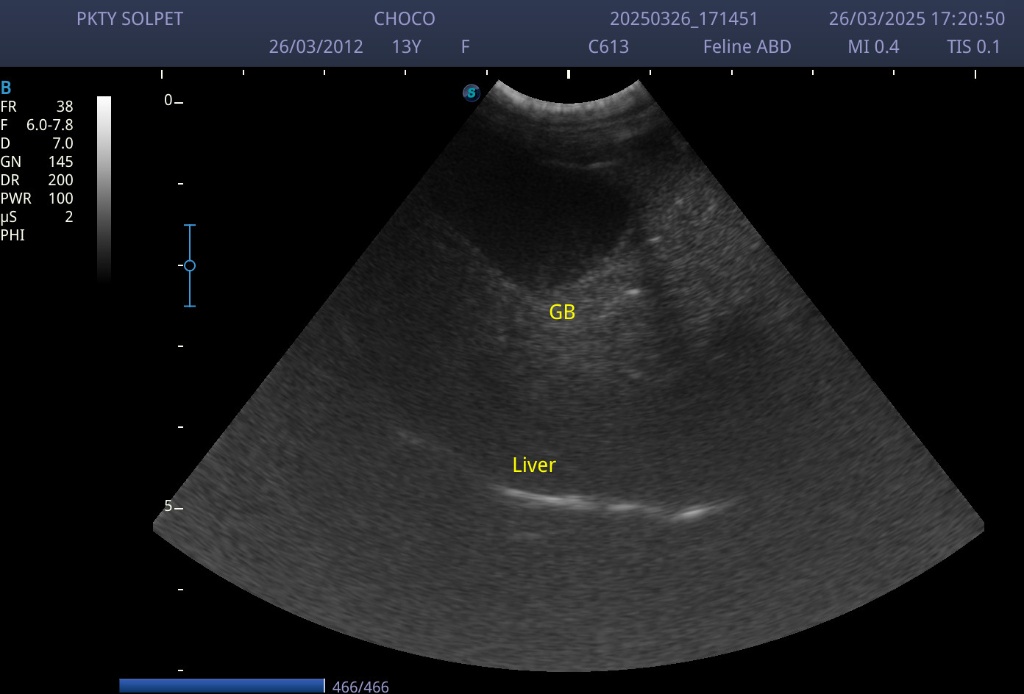 PKTY SOLPET CHOCO 20250326_171451 26/03/2025 17:20:50
26/03/2012 13Y F C613 Feline ABD MI 0.4 TIS 0.1
B
FR 38
F 6.0-7.8
D 7.0
GN 145
DR 200
PWR 100
µS 2
PHI
S
0
GB
Liver
5
466/466